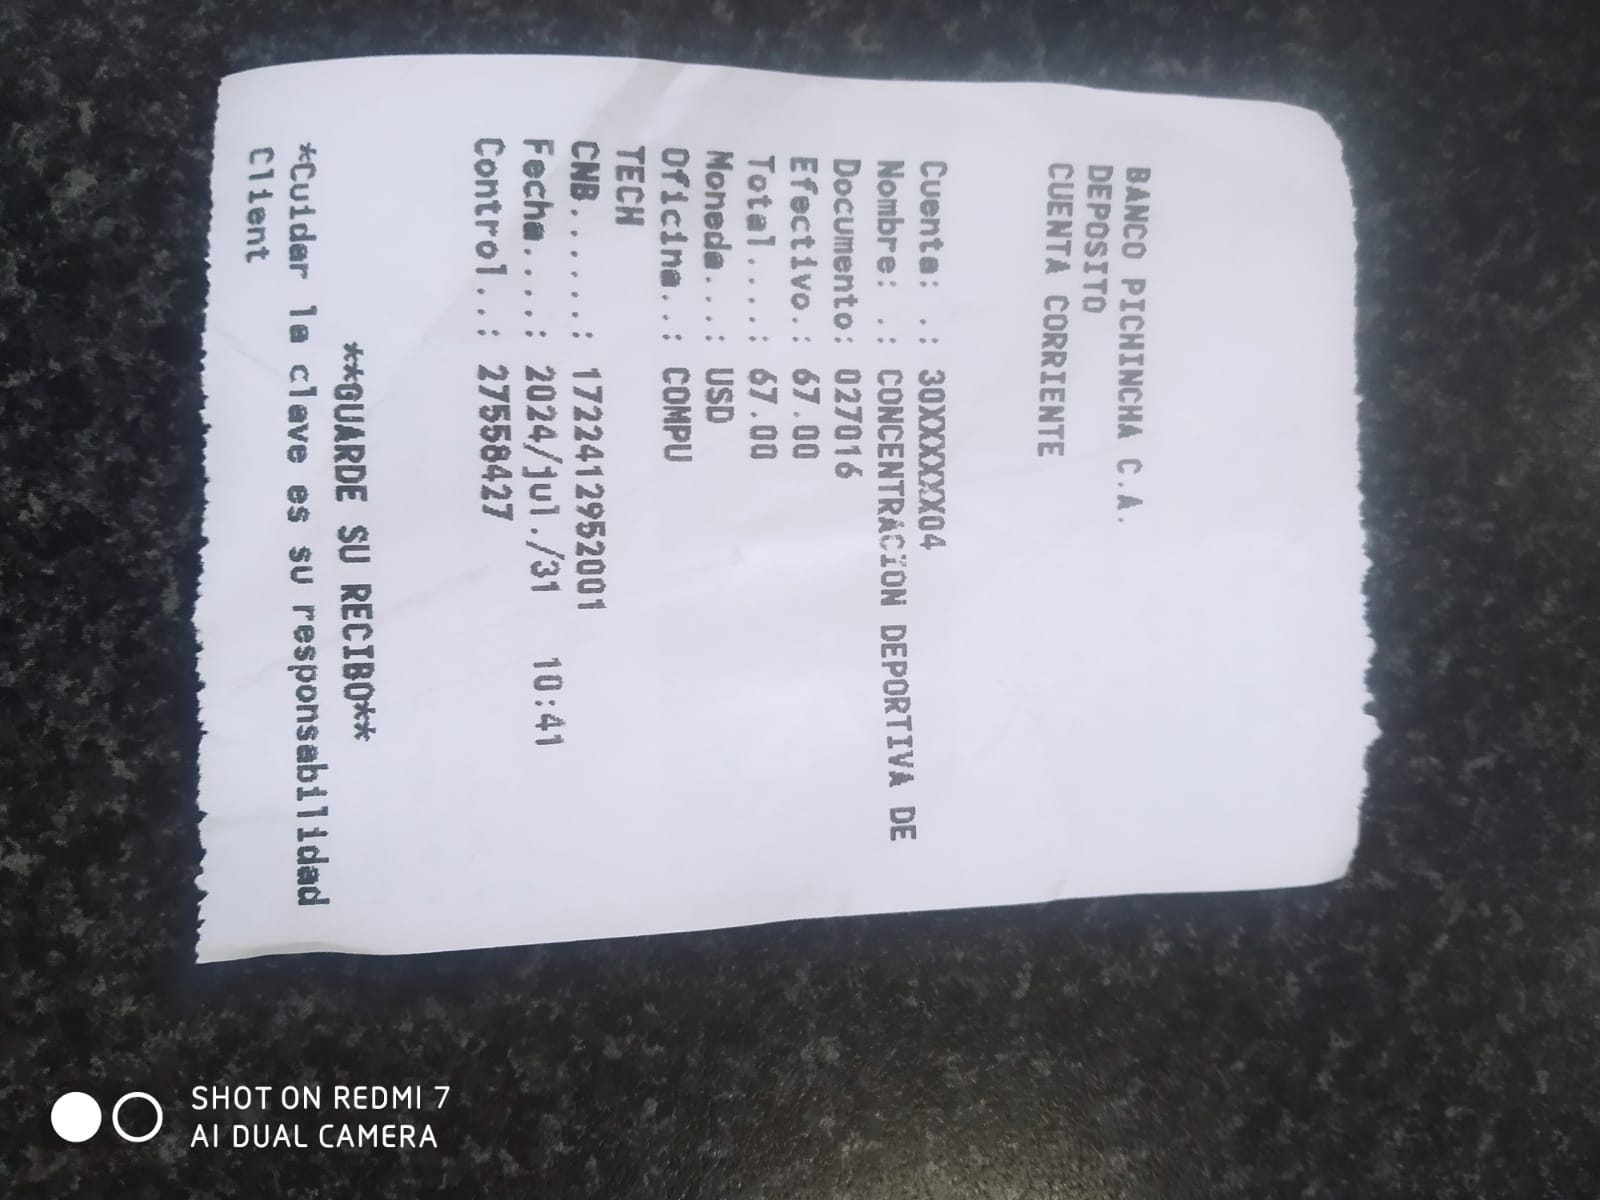 BANCO PICHINCHA C.A.
DEPOSITO
CUENTA CORRIENTE
Cuenta: .: 30XXXXXX04
Nombre: .: CONCENTRACION DEPORTIVA DE
Documento: 027016
Efectivo.: 67.00
Total....: 67.00
Moneda...: USD
Oficina..: COMPU
TECH
CNB......: 1722412952001
Fecha....: 2024/jul./31 10:41
Control..: 27558427
**GUARDE SU RECIBO**
*Cuidar la clave es su responsabilidad
Client
SHOT ON REDMI 7
AI DUAL CAMERA